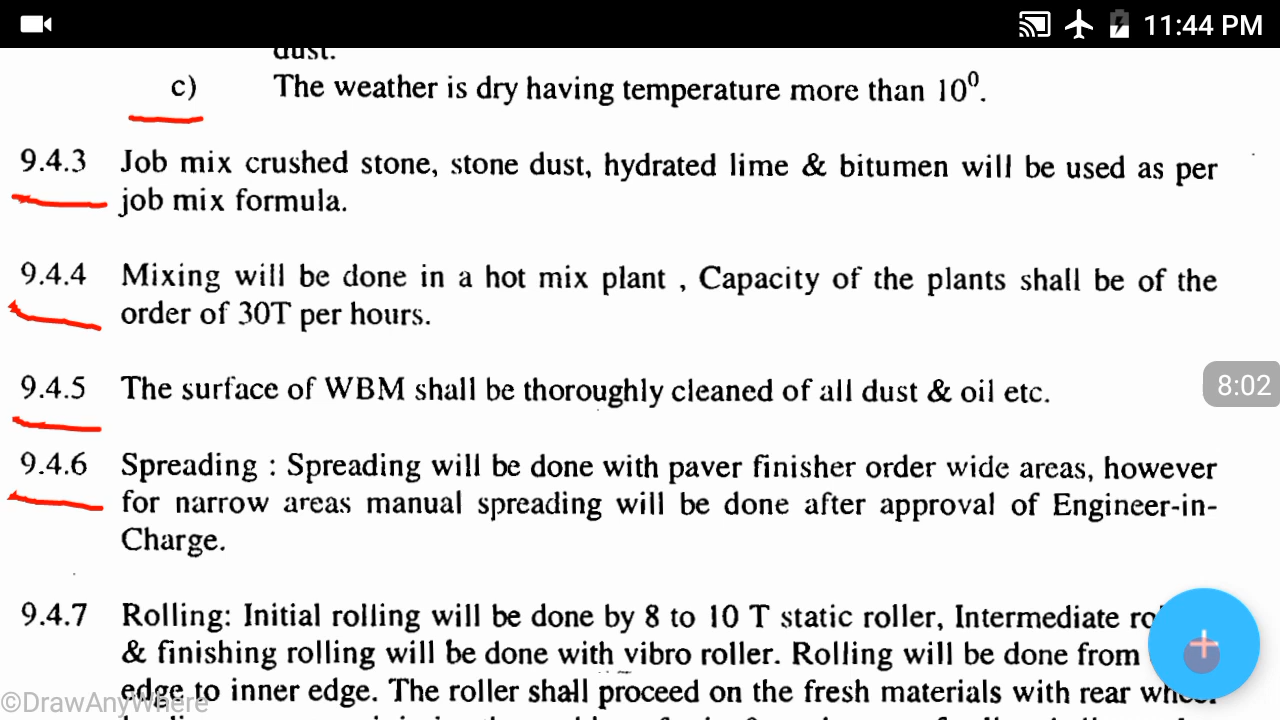 11:44 PM
dust.
c) The weather is dry having temperature more than 10⁰.
9.4.3 Job mix crushed stone, stone dust, hydrated lime & bitumen will be used as per
job mix formula.
9.4.4 Mixing will be done in a hot mix plant , Capacity of the plants shall be of the
order of 30T per hours.
9.4.5 The surface of WBM shall be thoroughly cleaned of all dust & oil etc.
8:02
9.4.6 Spreading : Spreading will be done with paver finisher order wide areas, however
for narrow areas manual spreading will be done after approval of Engineer-in-
Charge.
9.4.7 Rolling: Initial rolling will be done by 8 to 10 T static roller, Intermediate
& finishing rolling will be done with vibro roller. Rolling will be done from
edge to inner edge. The roller shall proceed on the fresh materials with rear
©DrawAnyWhere